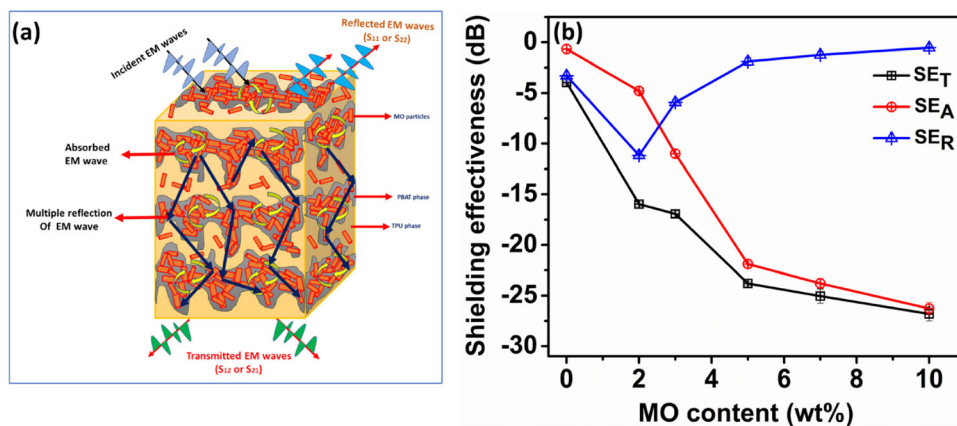 (a)
Incident EM waves
Reflected EM waves
(S11 or S22)
MO particles
Absorbed
EM wave
PBAT phase
Multiple reflection
Of EM wave
TPU phase
Transmitted EM waves
(S12 or S21)
(b)
Shielding effectiveness (dB)
0
-5
-10
-15
-20
-25
-30
SET
SEA
SER
0
2
4
6
8
10
MO content (wt%)